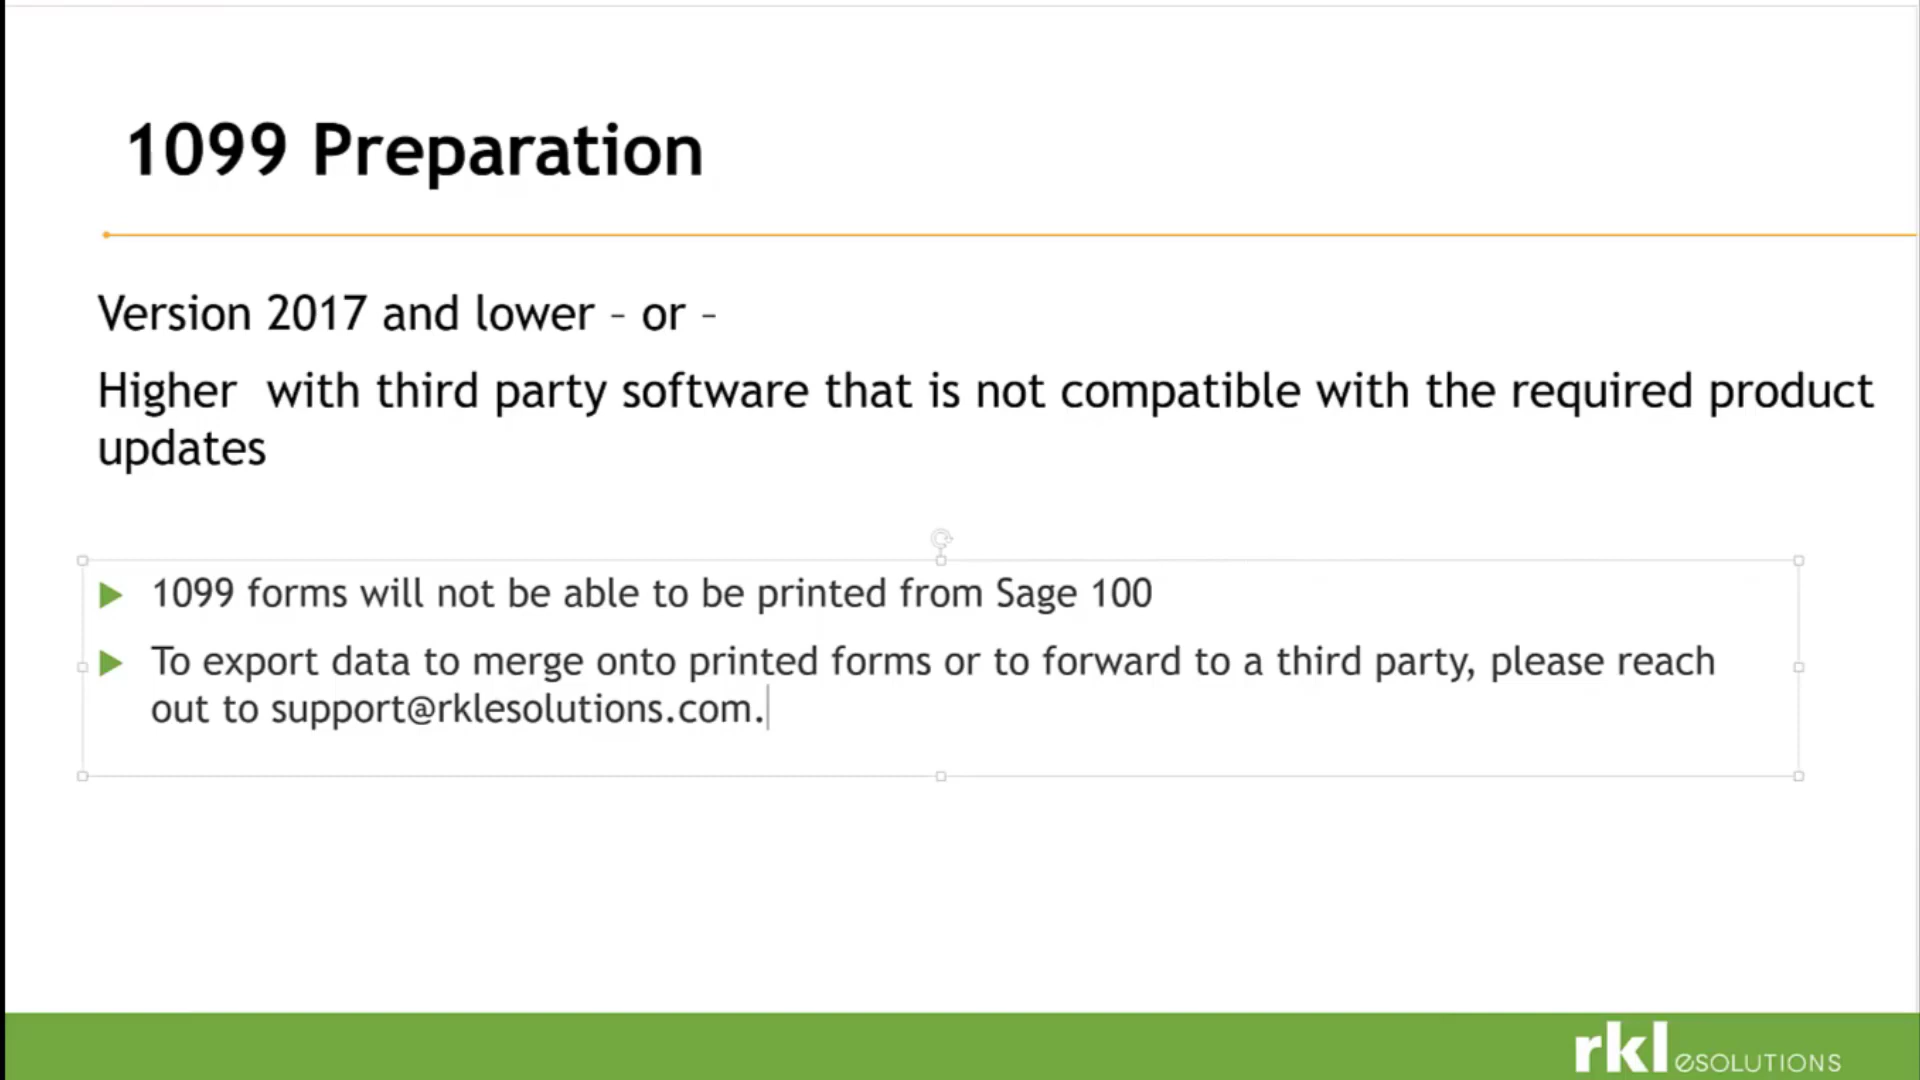 1099 Preparation
Version 2017 and lower – or –
Higher  with third party software that is not compatible with the required product
updates
1099 forms will not be able to be printed from Sage 100
To export data to merge onto printed forms or to forward to a third party, please reach
out to support@rklesolutions.com.
rkl eSOLUTIONS